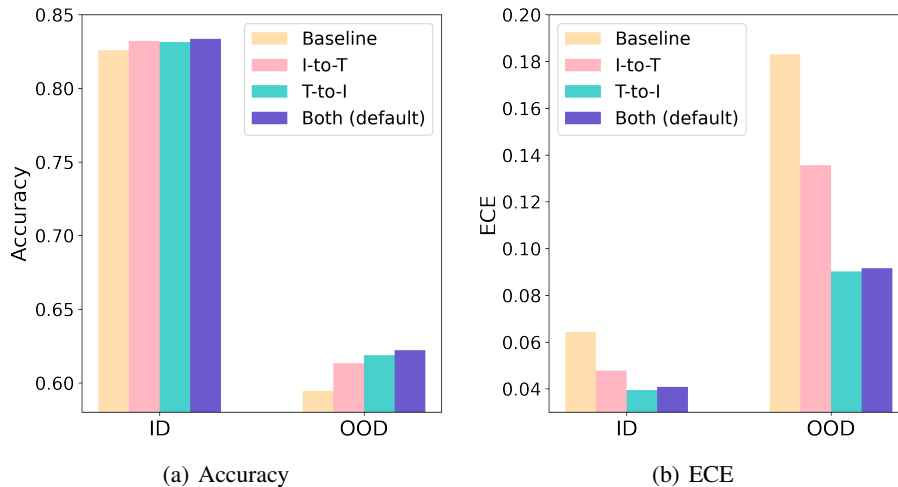 0.85
0.80
0.75
0.70
0.65
0.60
Accuracy
Baseline
I-to-T
T-to-I
Both (default)
ID
OOD
(a) Accuracy
0.20
0.18
0.16
0.14
0.12
0.10
0.08
0.06
0.04
ECE
Baseline
I-to-T
T-to-I
Both (default)
ID
OOD
(b) ECE